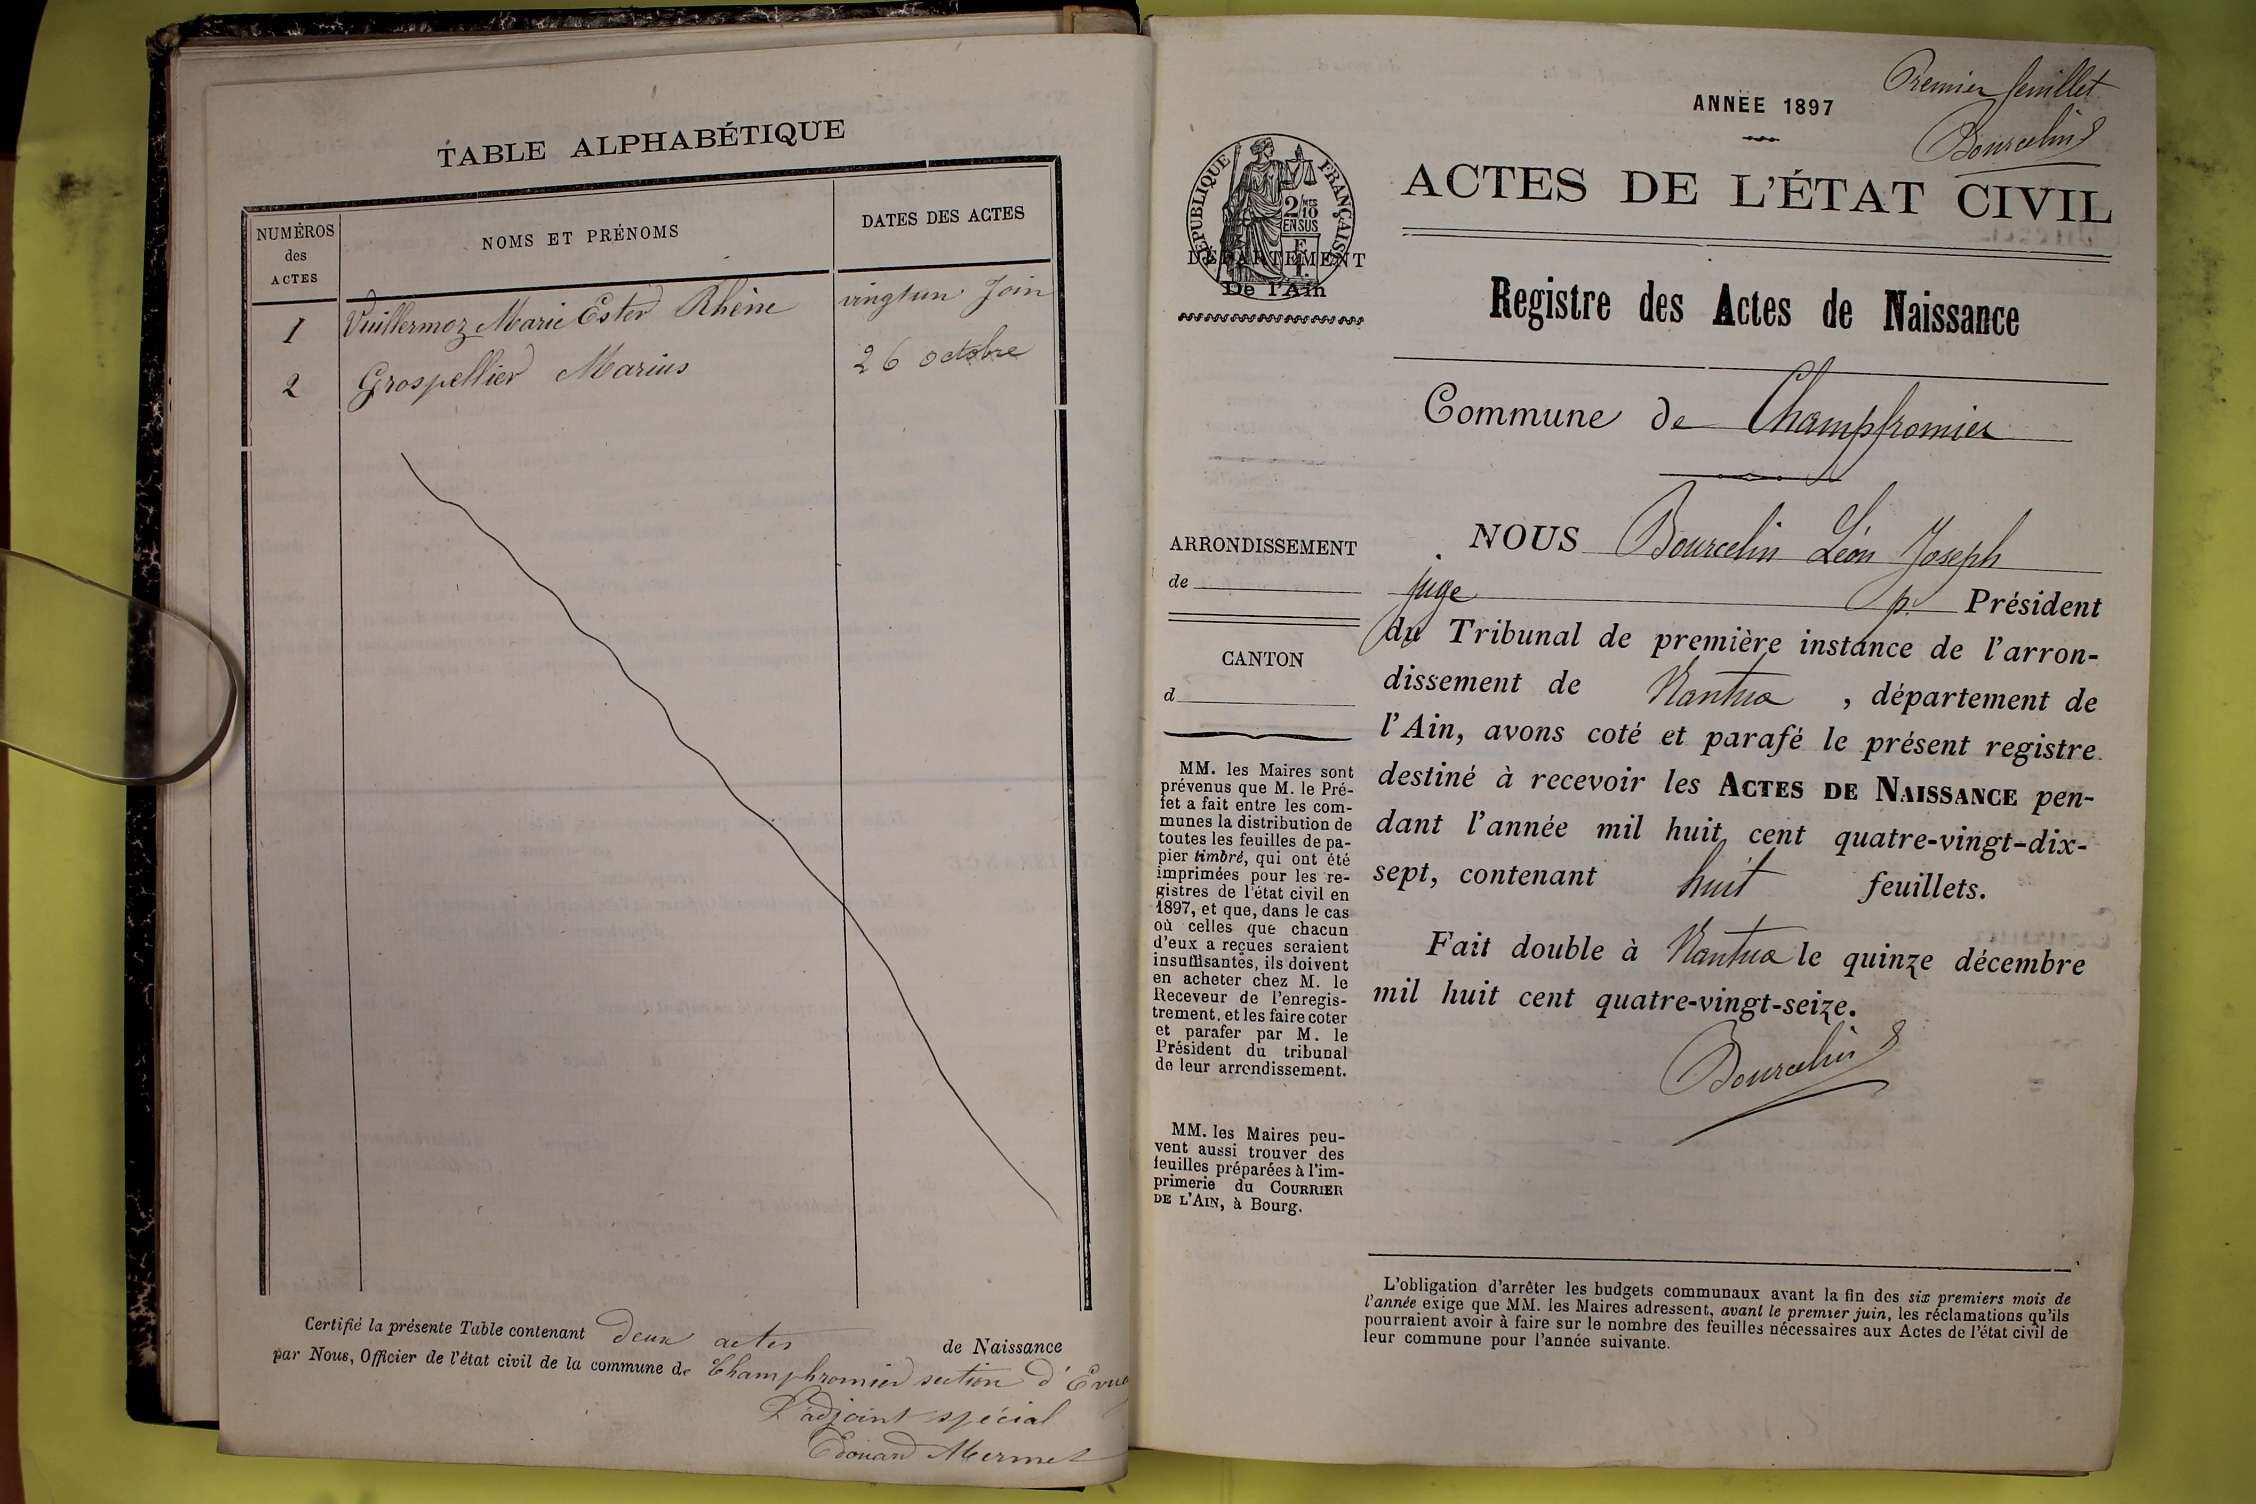 TABLE ALPHABÉTIQUE
NUMÉROS
des
ACTES
NOMS ET PRÉNOMS
DATES DES ACTES
1 Vuillermoz Marie Ester Rhêne vingt un Join
2 Grospellier Marius 26 octobre
Certifié la présente Table contenant deux actes de Naissance
par Nous, Officier de l'état civil de la commune de Champhromier section d'
L'adjoint spécial
Edouard Mermet
Premier feuillet
Bourcelin
ANNÉE 1897
RÉPUBLIQUE FRANÇAISE
2/10
EN SUS
DÉPARTEMENT
De l'Ain
ACTES DE L'ÉTAT CIVIL
Registre des Actes de Naissance
Commune de Champfromier
ARRONDISSEMENT
de
CANTON
d
MM. les Maires sont
prévenus que M. le Pré-
fet a fait entre les com-
munes la distribution de
toutes les feuilles de pa-
pier timbré, qui ont été
imprimées pour les re-
gistres de l'état civil en
1897, et que, dans le cas
où celles que chacun
d'eux a reçues seraient
insuffisantes, ils doivent
en acheter chez M. le
Receveur de l'enregis-
trement, et les faire coter
et parafer par M. le
Président du tribunal
de leur arrondissement.
MM. les Maires peu-
vent aussi trouver des
feuilles préparées à l'im-
primerie du COURRIER
DE L'AIN, à Bourg.
NOUS Bourcelin Léon Joseph
juge p. Président
du Tribunal de première instance de l'arron-
dissement de Nantua , département de
l'Ain, avons coté et parafé le présent registre
destiné à recevoir les ACTES DE NAISSANCE pen-
dant l'année mil huit cent quatre-vingt-dix-
sept, contenant huit feuillets.
Fait double à Nantua le quinze décembre
mil huit cent quatre-vingt-seize.
Bourcelin
L'obligation d'arrêter les budgets communaux avant la fin des six premiers mois de
l'année exige que MM. les Maires adressent, avant le premier juin, les réclamations qu'ils
pourraient avoir à faire sur le nombre des feuilles nécessaires aux Actes de l'état civil de
leur commune pour l'année suivante.